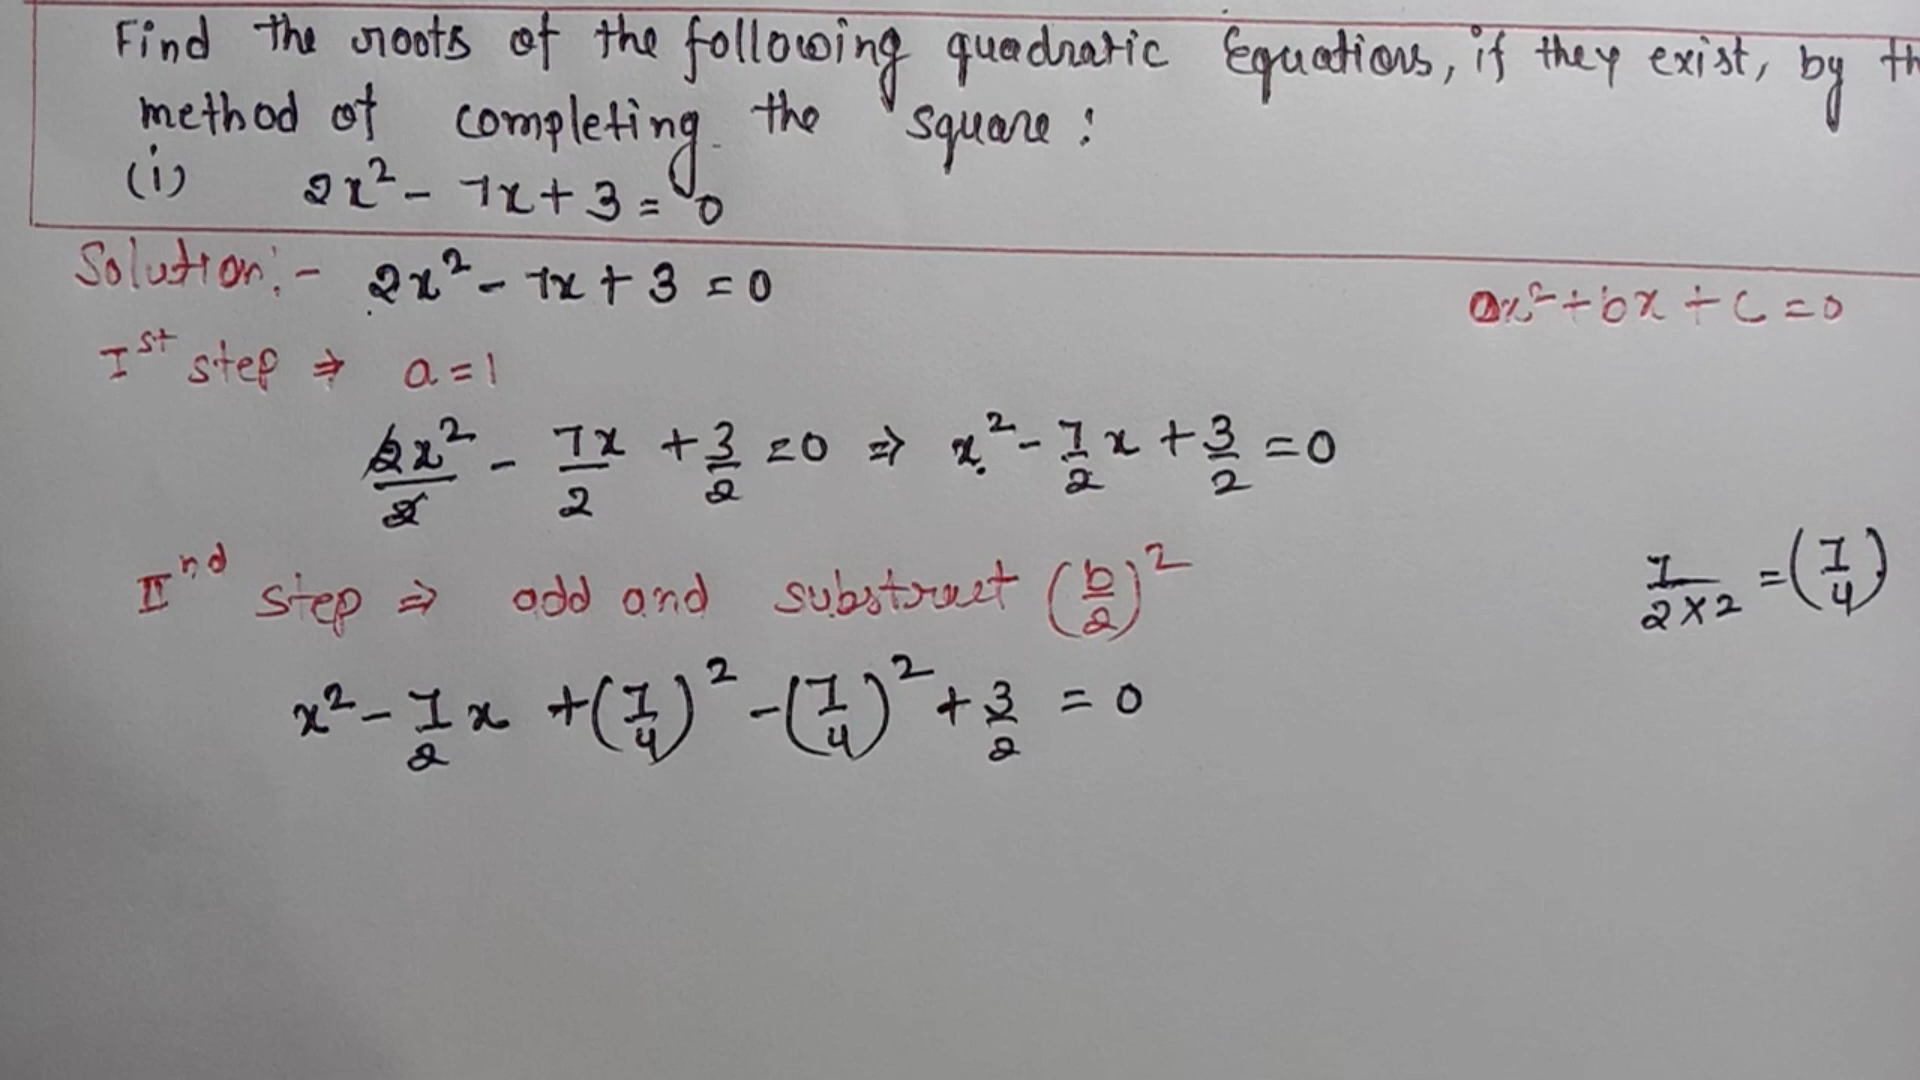 Find the roots of the following quadratic Equations, if they exist, by th
method of completing the square :
(i) 2x² - 7x + 3 = 0
Solution:- 2x² - 7x + 3 = 0
ax² + bx + c = 0
Iˢᵗ step ⇒ a = 1
2x²/2 - 7x/2 + 3/2 = 0 ⇒ x² - 7/2 x + 3/2 = 0
IIⁿᵈ step ⇒ add and substruct (b/2)²
7/2×2 = (7/4)
x² - 7/2 x + (7/4)² - (7/4)² + 3/2 = 0